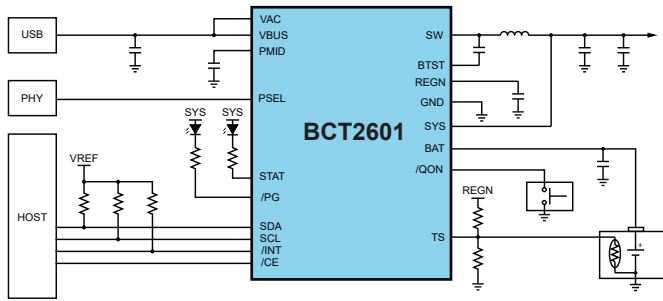 USB
PHY
HOST
VREF
SYS SYS
VAC
VBUS
PMID
PSEL
STAT
/PG
SDA
SCL
/INT
/CE
BCT2601
SW
BTST
REGN
GND
SYS
BAT
/QON
TS
REGN
+